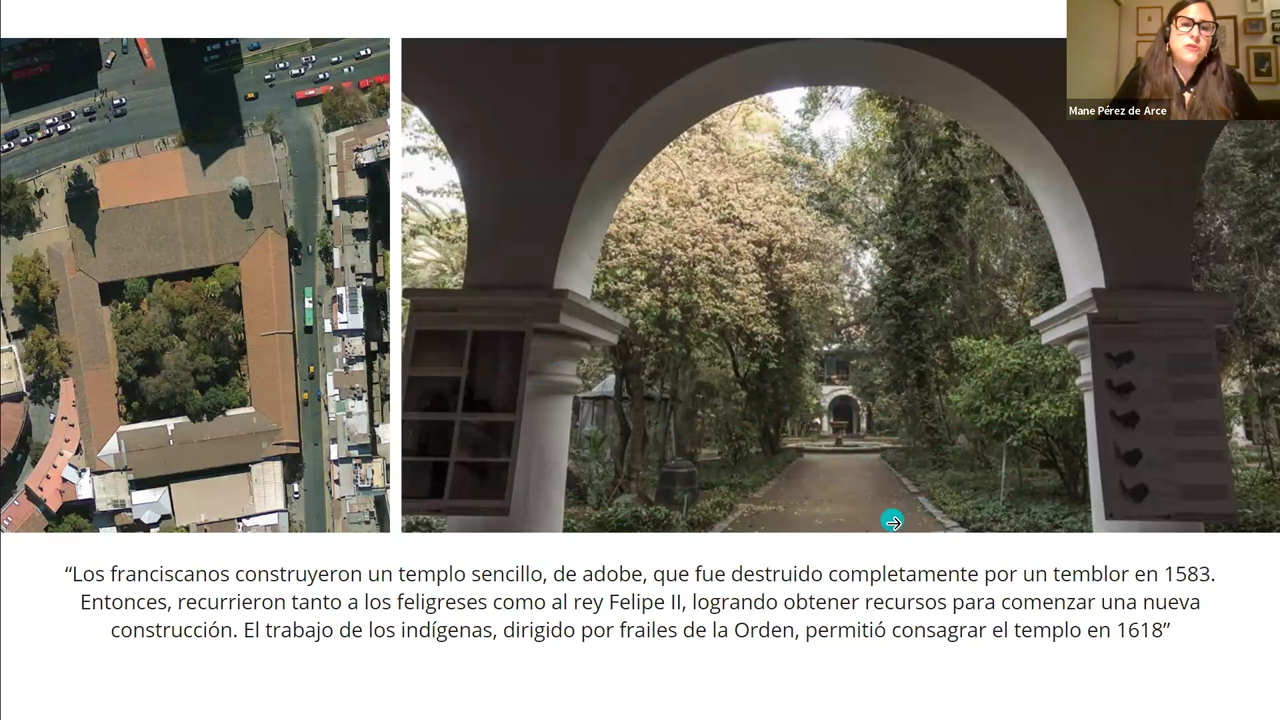 Mane Pérez de Arce
“Los franciscanos construyeron un templo sencillo, de adobe, que fue destruido completamente por un temblor en 1583.
Entonces, recurrieron tanto a los feligreses como al rey Felipe II, logrando obtener recursos para comenzar una nueva
construcción. El trabajo de los indígenas, dirigido por frailes de la Orden, permitió consagrar el templo en 1618”